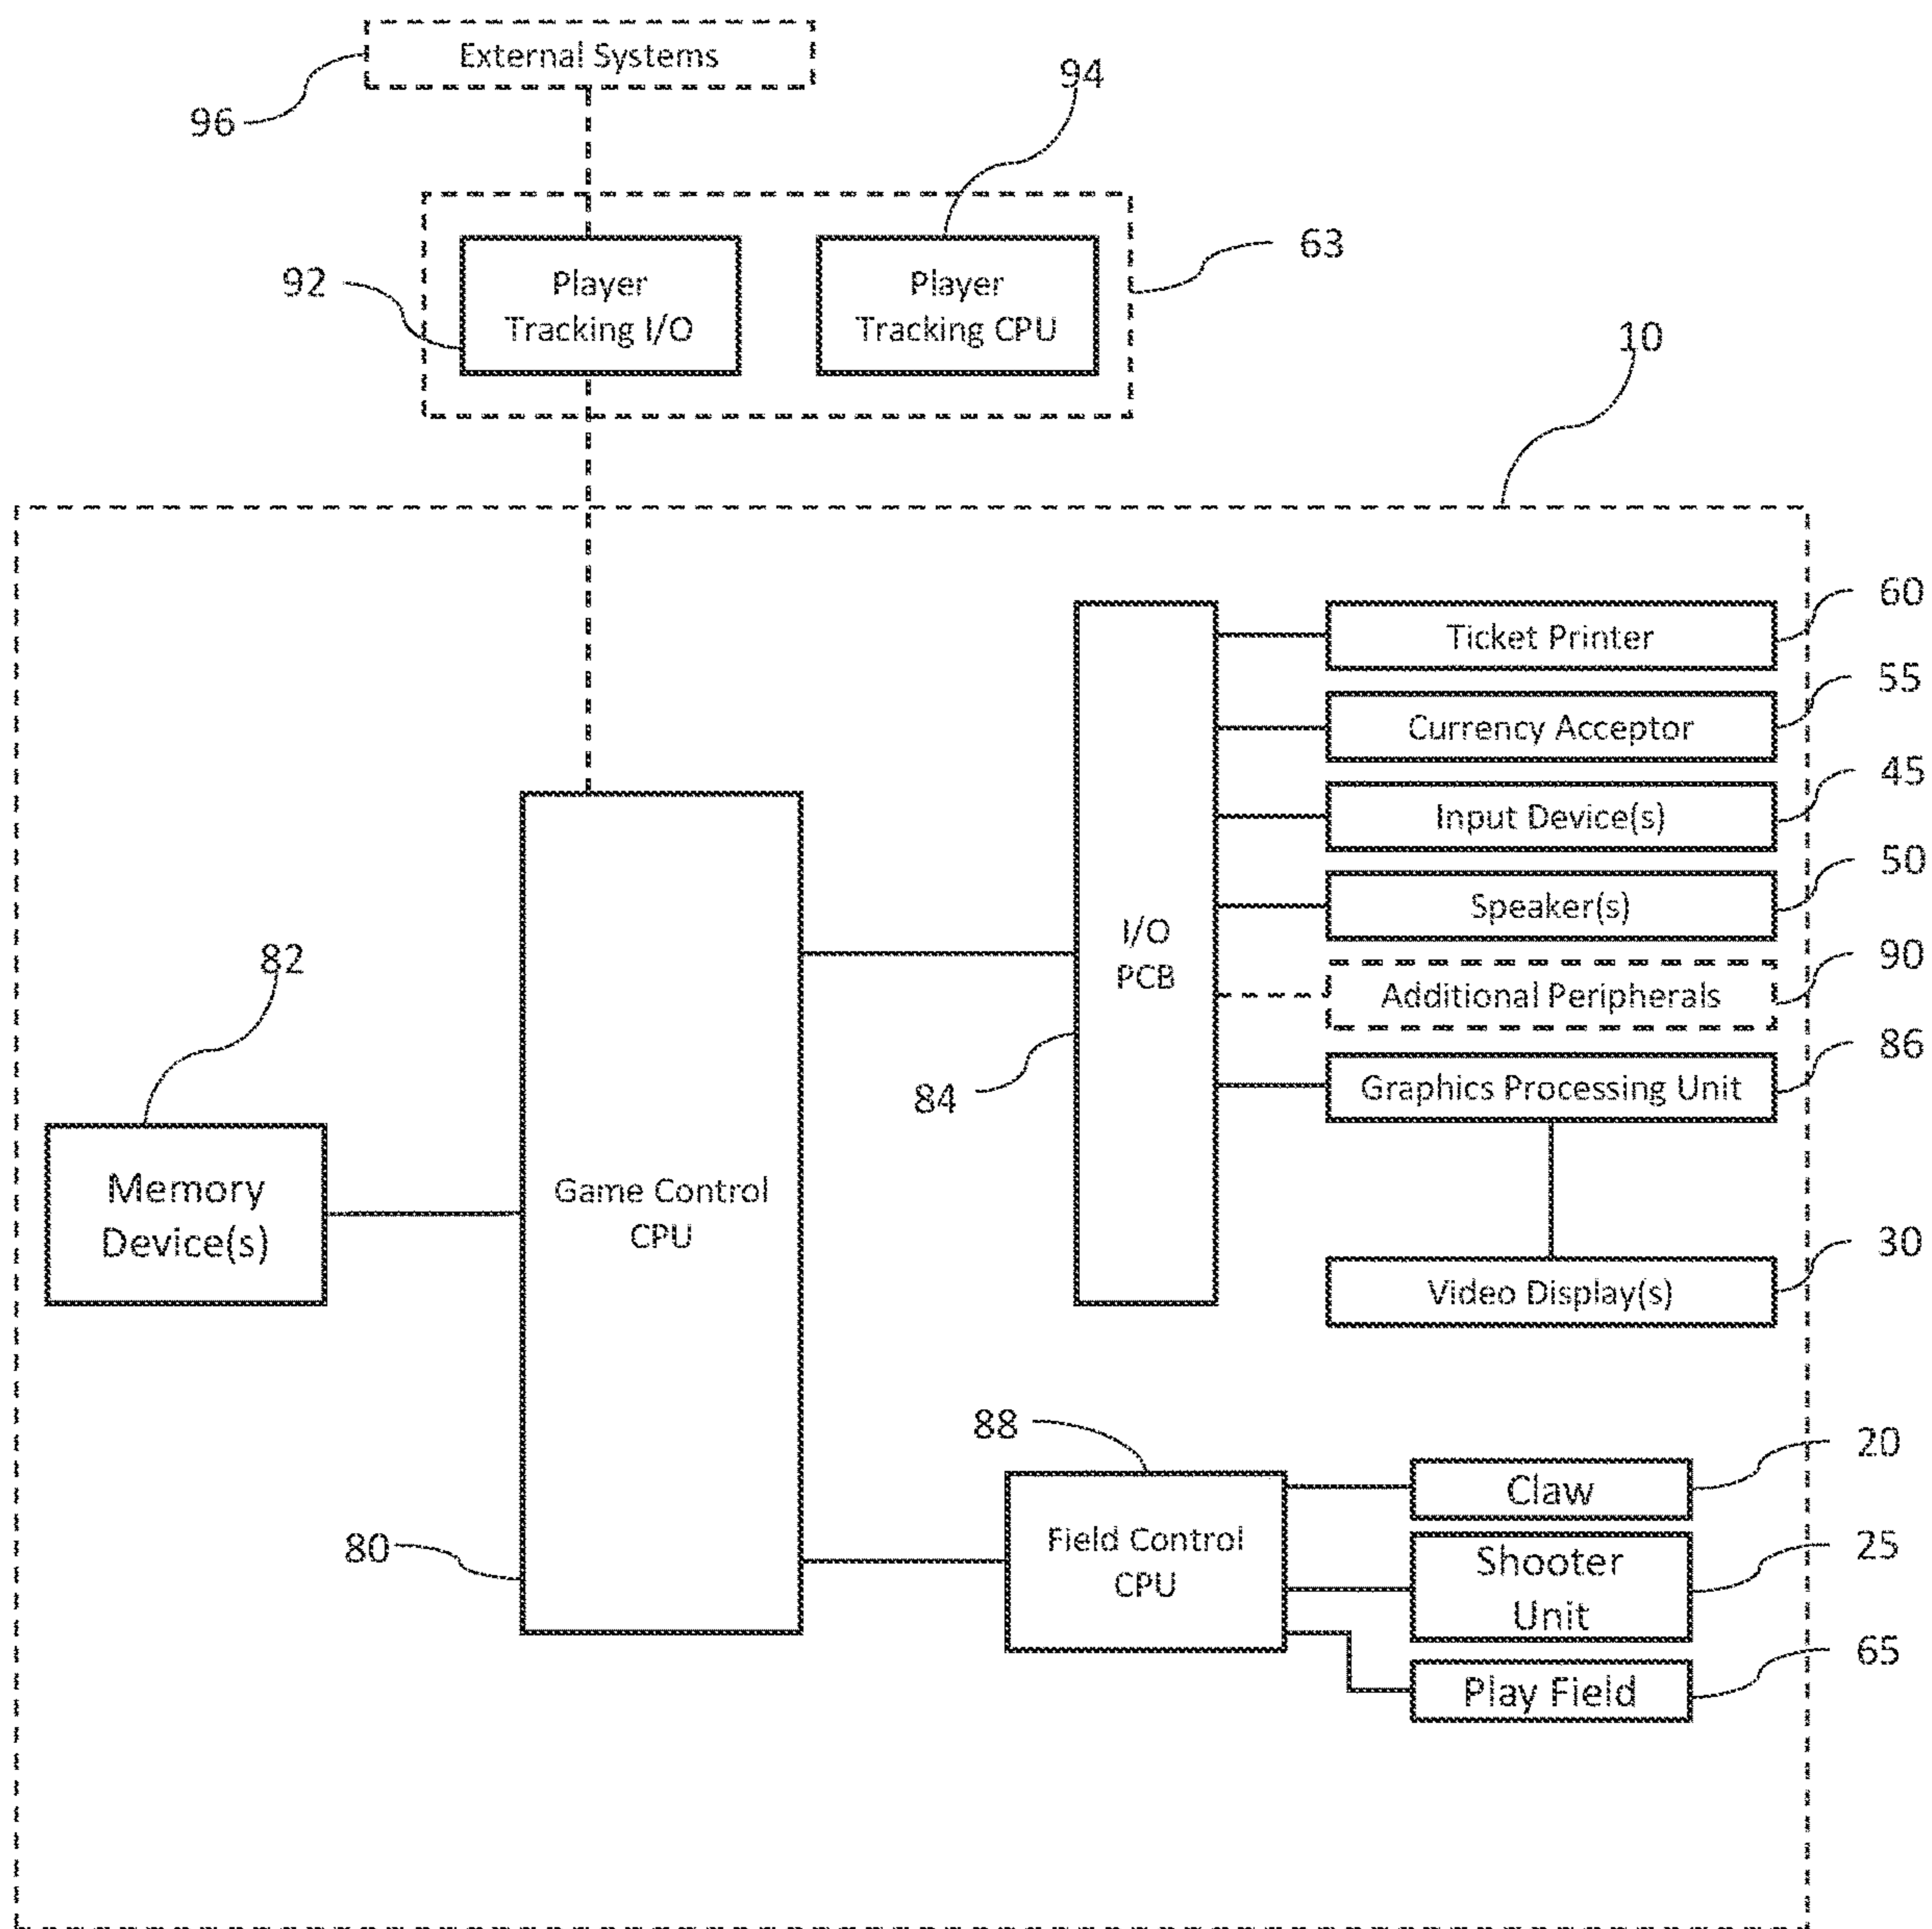 External Systems
96
94
Player
Tracking I/O
92
Player
Tracking CPU
63
10
Ticket Printer
60
Currency Acceptor
55
Input Device(s)
45
Speaker(s)
50
Additional Peripherals
90
Graphics Processing Unit
86
Video Display(s)
30
I/O
PCB
84
82
Memory
Device(s)
Game Control
CPU
80
88
Field Control
CPU
Claw
20
Shooter
Unit
25
Play Field
65